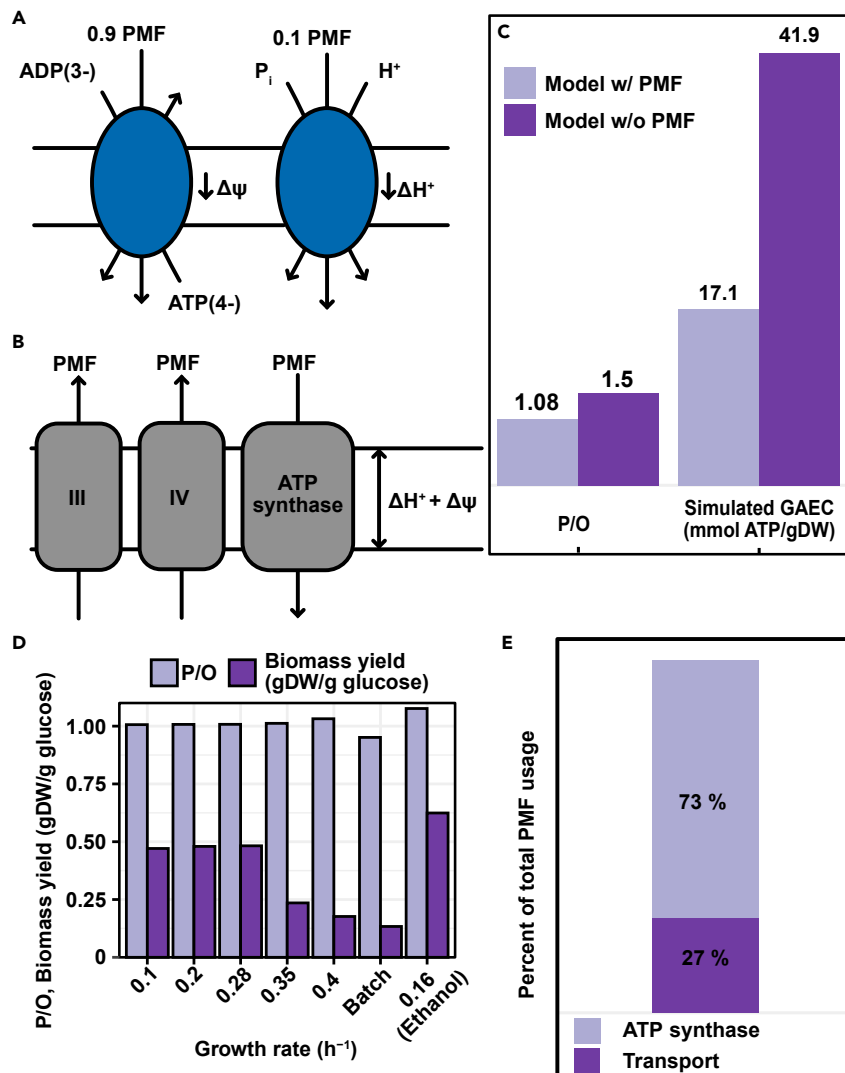 A
0.9 PMF
0.1 PMF
ADP(3-)
Pi
H+
Δψ
ΔH+
ATP(4-)
B
PMF
PMF
PMF
III
IV
ATP
synthase
ΔH+ + Δψ
C
41.9
Model w/ PMF
Model w/o PMF
17.1
1.08
1.5
P/O
Simulated GAEC
(mmol ATP/gDW)
D
P/O
Biomass yield
(gDW/g glucose)
P/O, Biomass yield (gDW/g glucose)
1.00
0.75
0.50
0.25
0
0.1
0.2
0.28
0.35
0.4
Batch
0.16
(Ethanol)
Growth rate (h⁻¹)
E
Percent of total PMF usage
73 %
27 %
ATP synthase
Transport